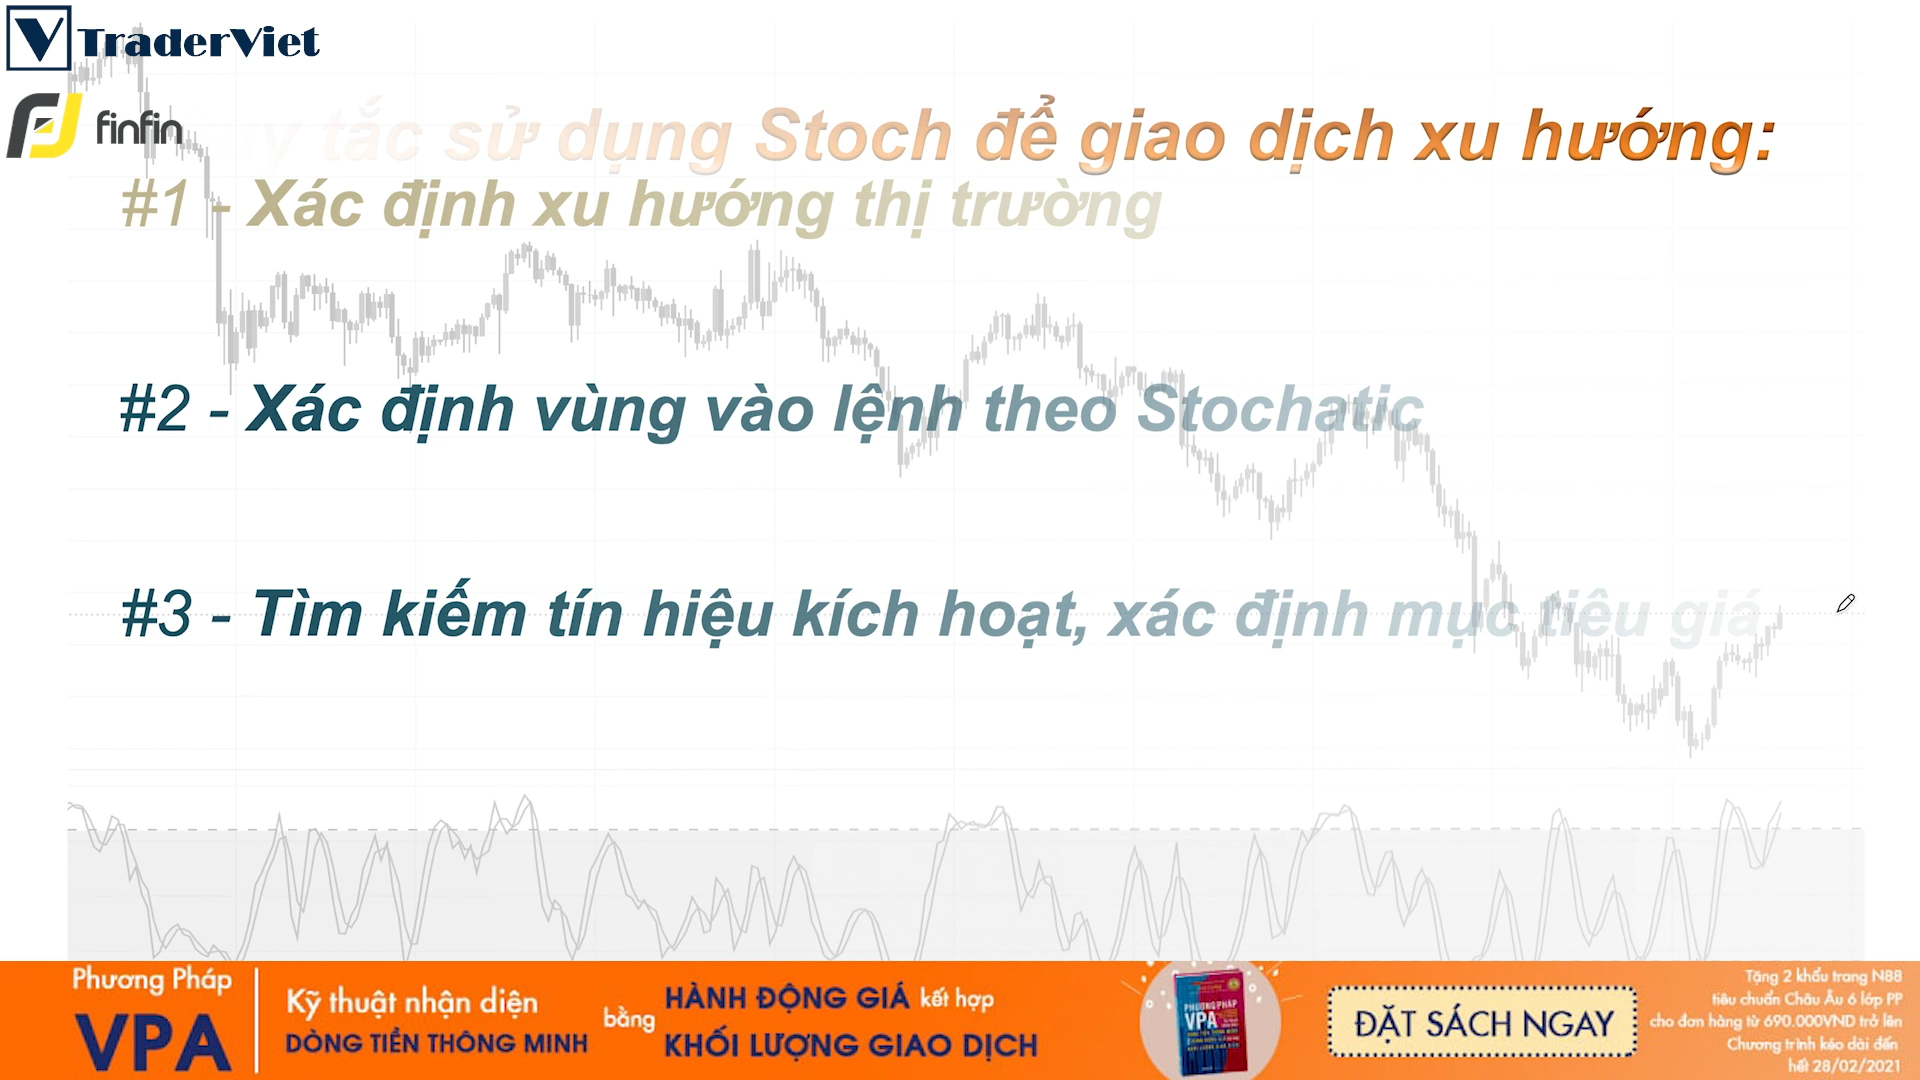 TraderViet
finfin
tắc sử dụng Stoch để giao dịch xu hướng:
#1 - Xác định xu hướng thị trường
#2 - Xác định vùng vào lệnh theo Stochatic
#3 - Tìm kiếm tín hiệu kích hoạt, xác định mục tiêu giá
Phương Pháp
VPA
Kỹ thuật nhận diện
DÒNG TIỀN THÔNG MINH
bằng
HÀNH ĐỘNG GIÁ kết hợp
KHỐI LƯỢNG GIAO DỊCH
PHƯƠNG PHÁP
VPA
ĐẶT SÁCH NGAY
Tặng 2 khẩu trang N88
tiêu chuẩn Châu Âu 6 lớp PP
cho đơn hàng từ 690.000VND trở lên
Chương trình kéo dài đến
hết 28/02/2021